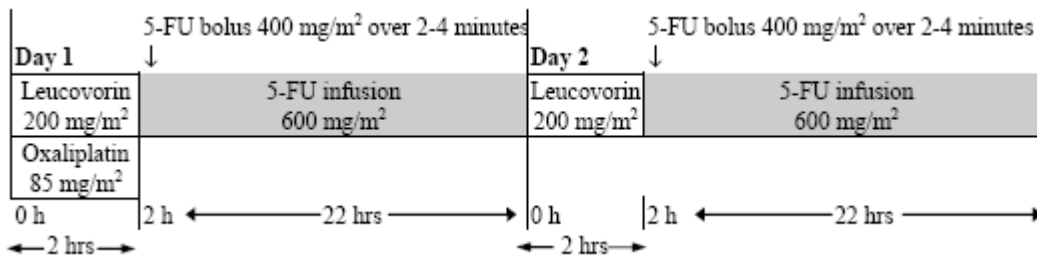 5-FU bolus 400 mg/m² over 2-4 minutes 5-FU bolus 400 mg/m² over 2-4 minutes
Day 1 ↓ Day 2 ↓
Leucovorin 5-FU infusion Leucovorin 5-FU infusion
200 mg/m² 600 mg/m² 200 mg/m² 600 mg/m²
Oxaliplatin
85 mg/m²
0 h 2 h 22 hrs 0 h 2 h 22 hrs
2 hrs 2 hrs